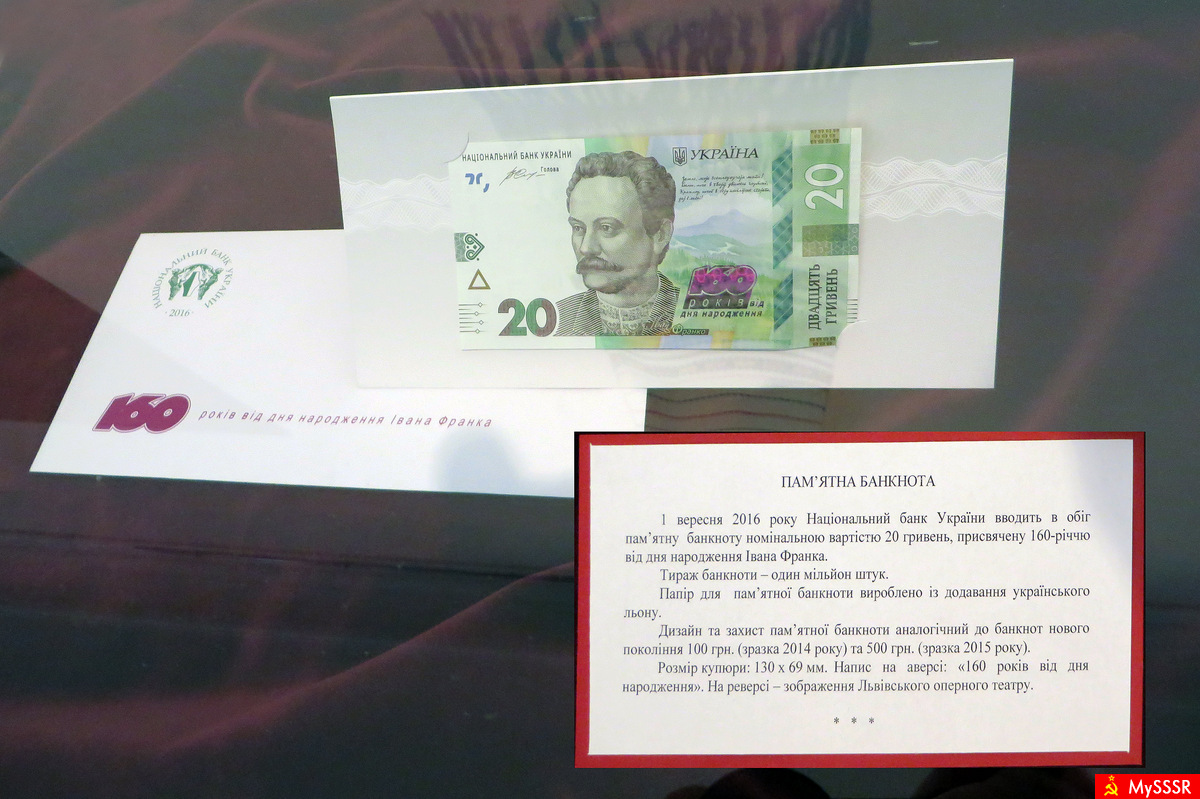 НАЦІОНАЛЬНИЙ БАНК УКРАЇНИ
Голова
УКРАЇНА
20
160
РОКІВ від
дня народження
20
Франко
ДВАДЦЯТЬ
ГРИВЕНЬ
НАЦІОНАЛЬНИЙ БАНК УКРАЇНИ
· 2016 ·
160 років від дня народження Івана Франка
ПАМ’ЯТНА БАНКНОТА
1 вересня 2016 року Національний банк України вводить в обіг
пам’ятну банкноту номінальною вартістю 20 гривень, присвячену 160-річчю
від дня народження Івана Франка.
Тираж банкноти – один мільйон штук.
Папір для пам’ятної банкноти вироблено із додавання українського
льону.
Дизайн та захист пам’ятної банкноти аналогічний до банкнот нового
покоління 100 грн. (зразка 2014 року) та 500 грн. (зразка 2015 року).
Розмір купюри: 130 х 69 мм. Напис на аверсі: «160 років від дня
народження». На реверсі – зображення Львівського оперного театру.
* * *
MySSSR